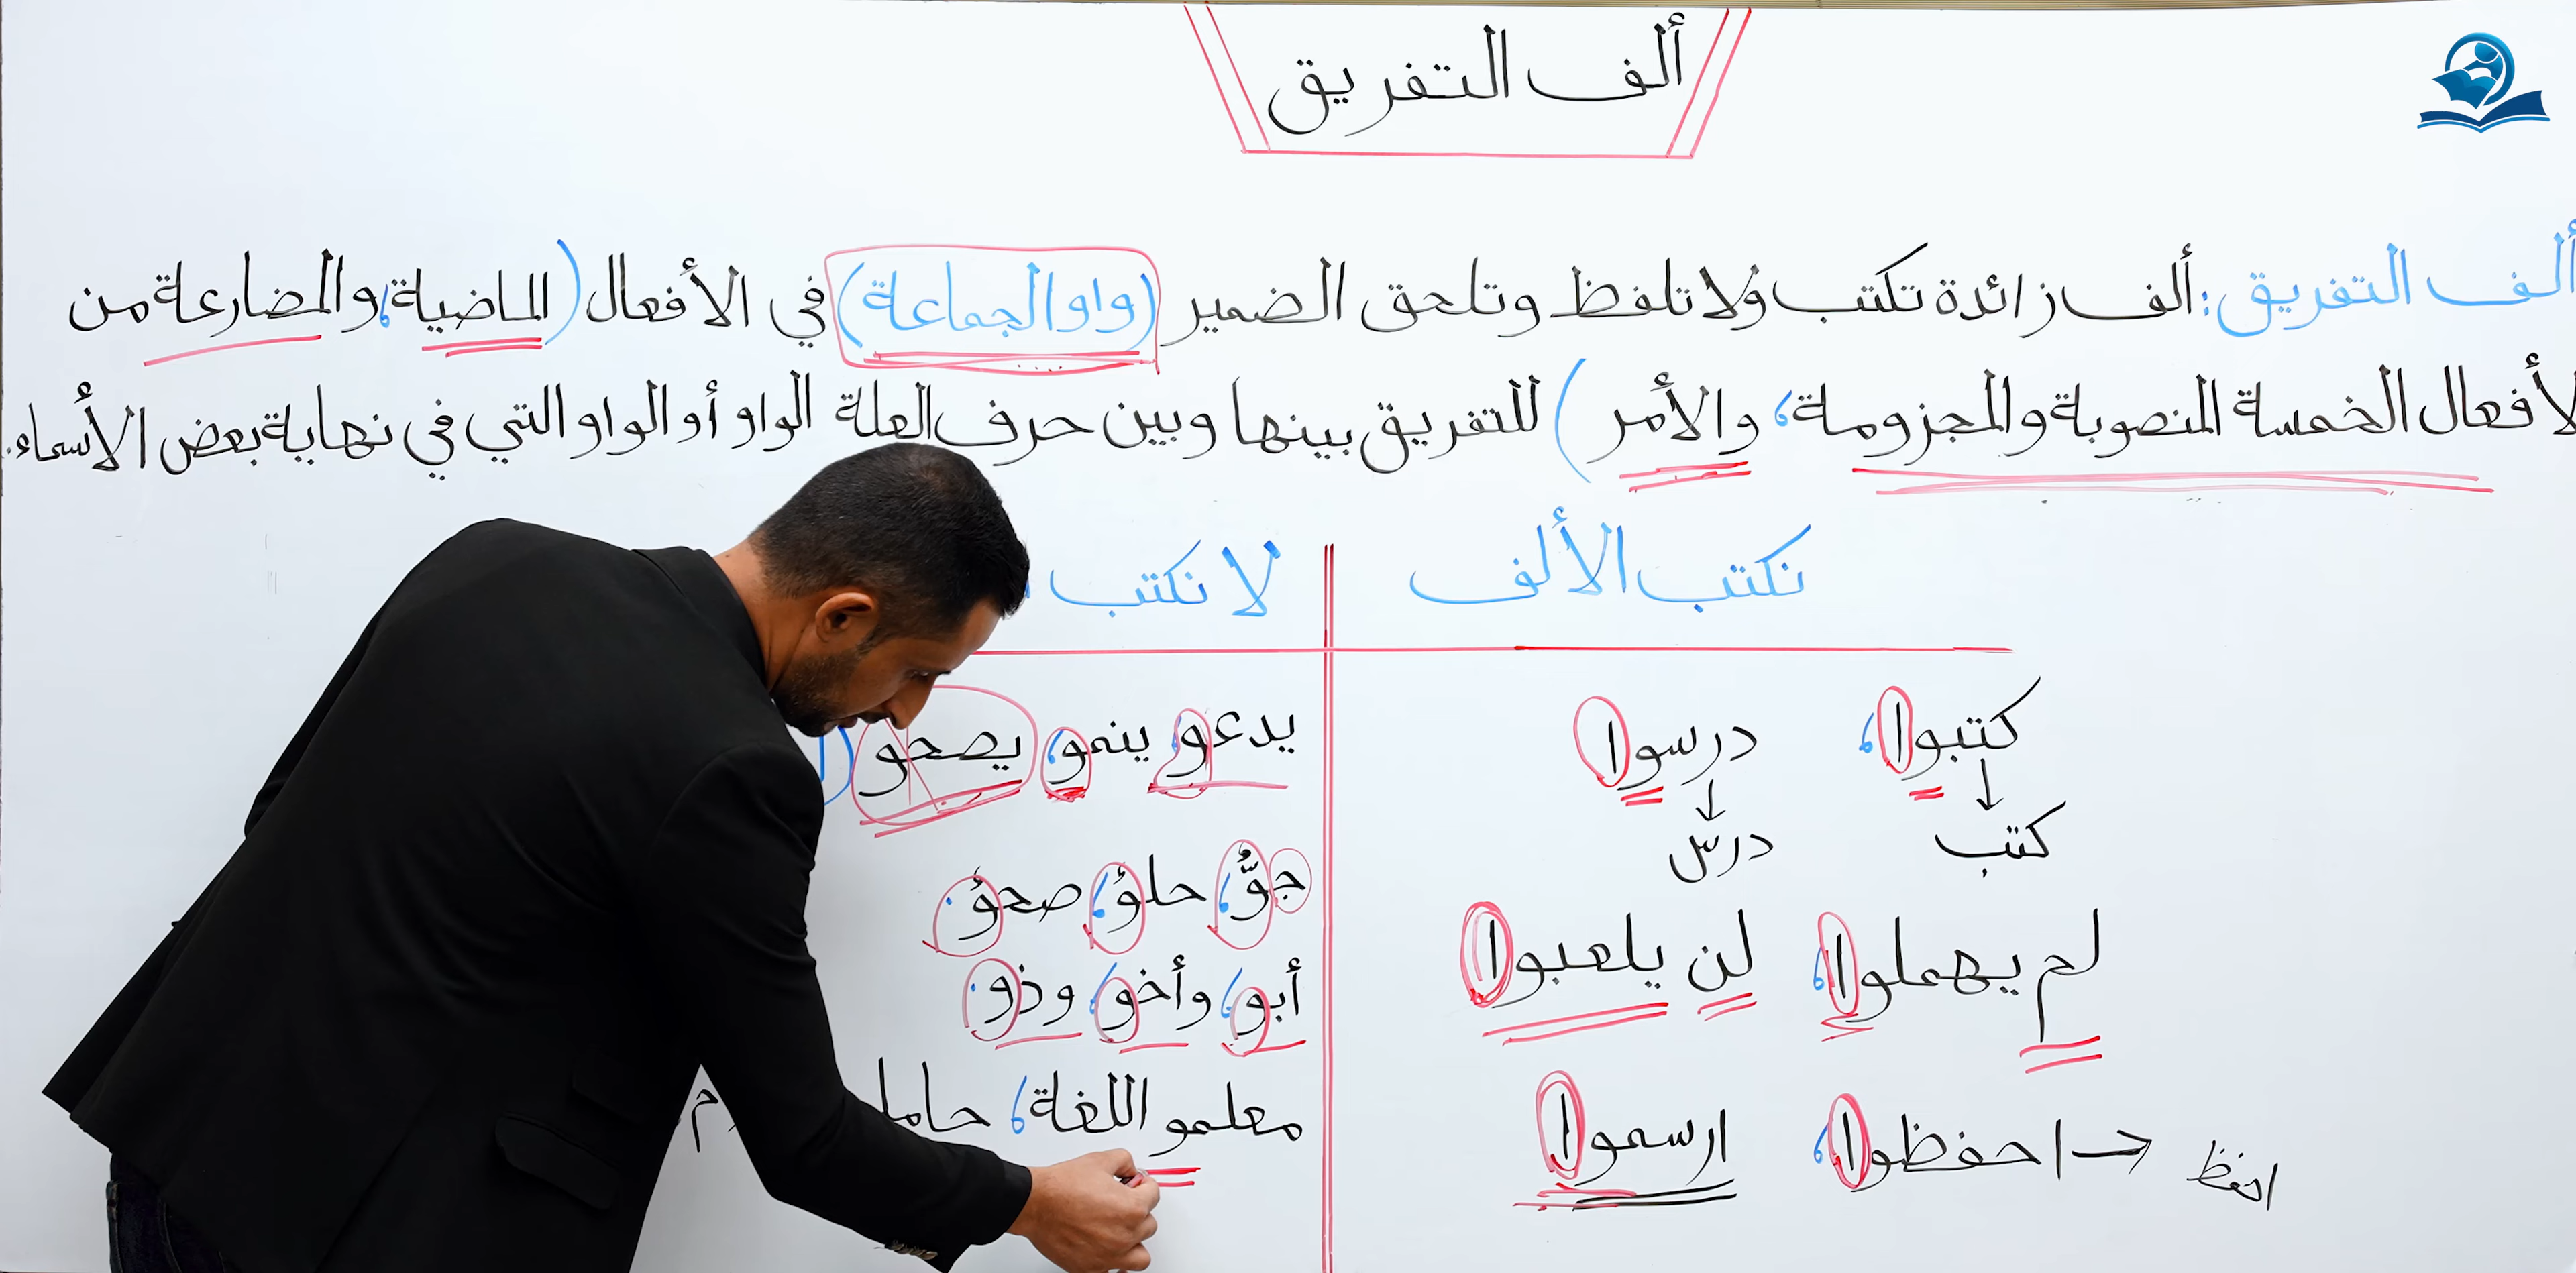 ألف التفريق
ألف التفريق: ألف زائدة تكتب ولا تلفظ وتلحق الضمير (واو الجماعة) في الأفعال (الماضية، والمضارعة من
لأفعال الخمسة المنصوبة والمجزومة، والأمر) للتفريق بينها وبين حرف العلة الواو أو الواو التي في نهاية بعض الأسماء.
نكتب الألف
كتبوا، درسوا
كتب درس
لم يهملوا، لن يلعبوا
احفظ ← احفظوا، ارسموا
لا نكتب
يدعو، ينمو، يصحو
جوٌّ، حلوٌ، صحوٌ.
أبو، وأخو، وذو.
معلمو اللغة،